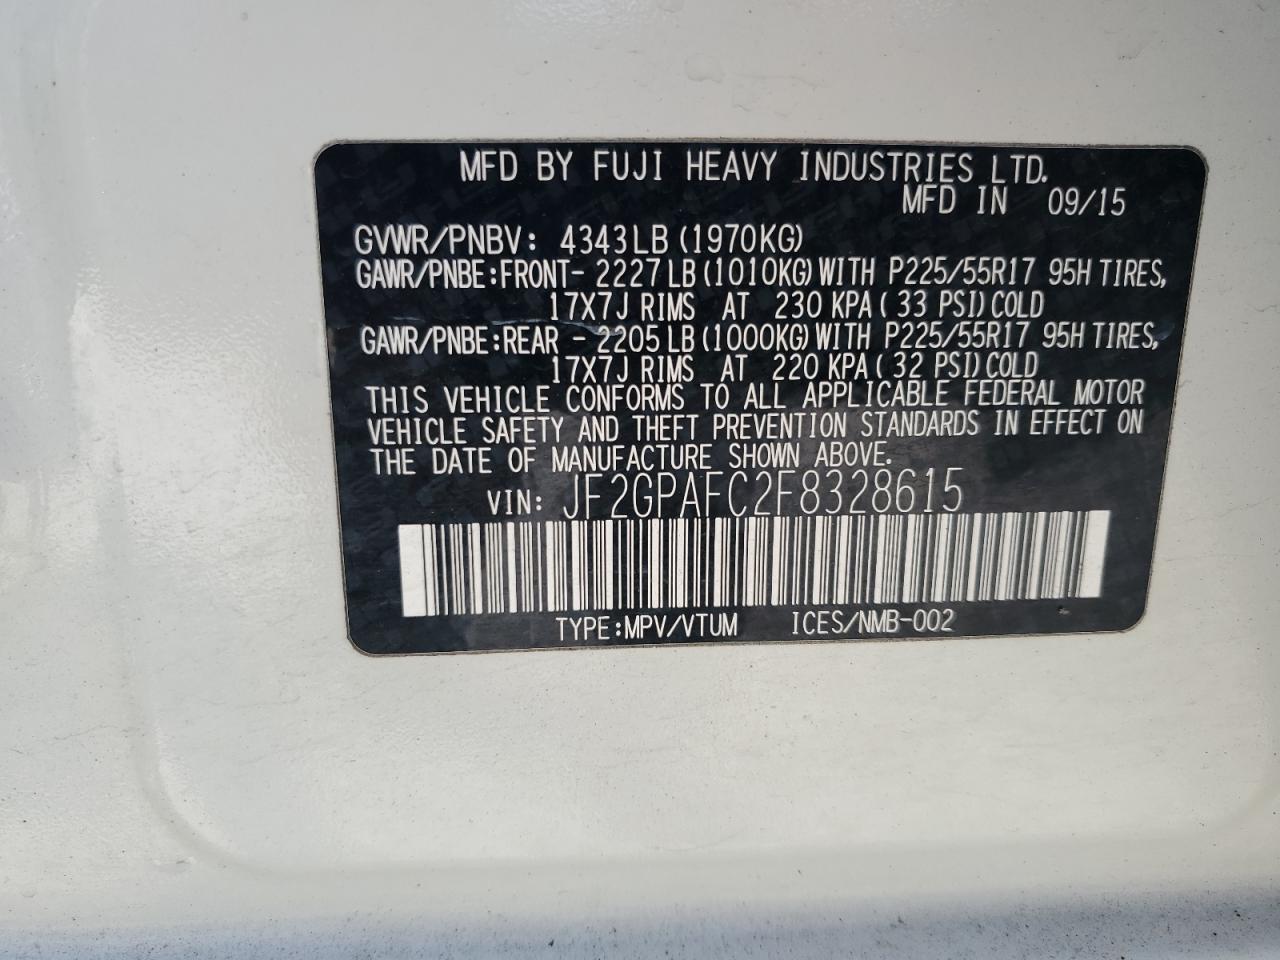 MFD BY FUJI HEAVY INDUSTRIES LTD.
MFD IN 09/15
GVWR/PNBV: 4343LB (1970KG)
GAWR/PNBE:FRONT- 2227LB (1010KG) WITH P225/55R17 95H TIRES,
17X7J RIMS AT 230 KPA ( 33 PSI) COLD
GAWR/PNBE:REAR - 2205LB (1000KG) WITH P225/55R17 95H TIRES,
17X7J RIMS AT 220 KPA ( 32 PSI) COLD
THIS VEHICLE CONFORMS TO ALL APPLICABLE FEDERAL MOTOR
VEHICLE SAFETY AND THEFT PREVENTION STANDARDS IN EFFECT ON
THE DATE OF MANUFACTURE SHOWN ABOVE.
VIN: JF2GPAFC2F8328615
TYPE:MPV/VTUM ICES/NMB-002